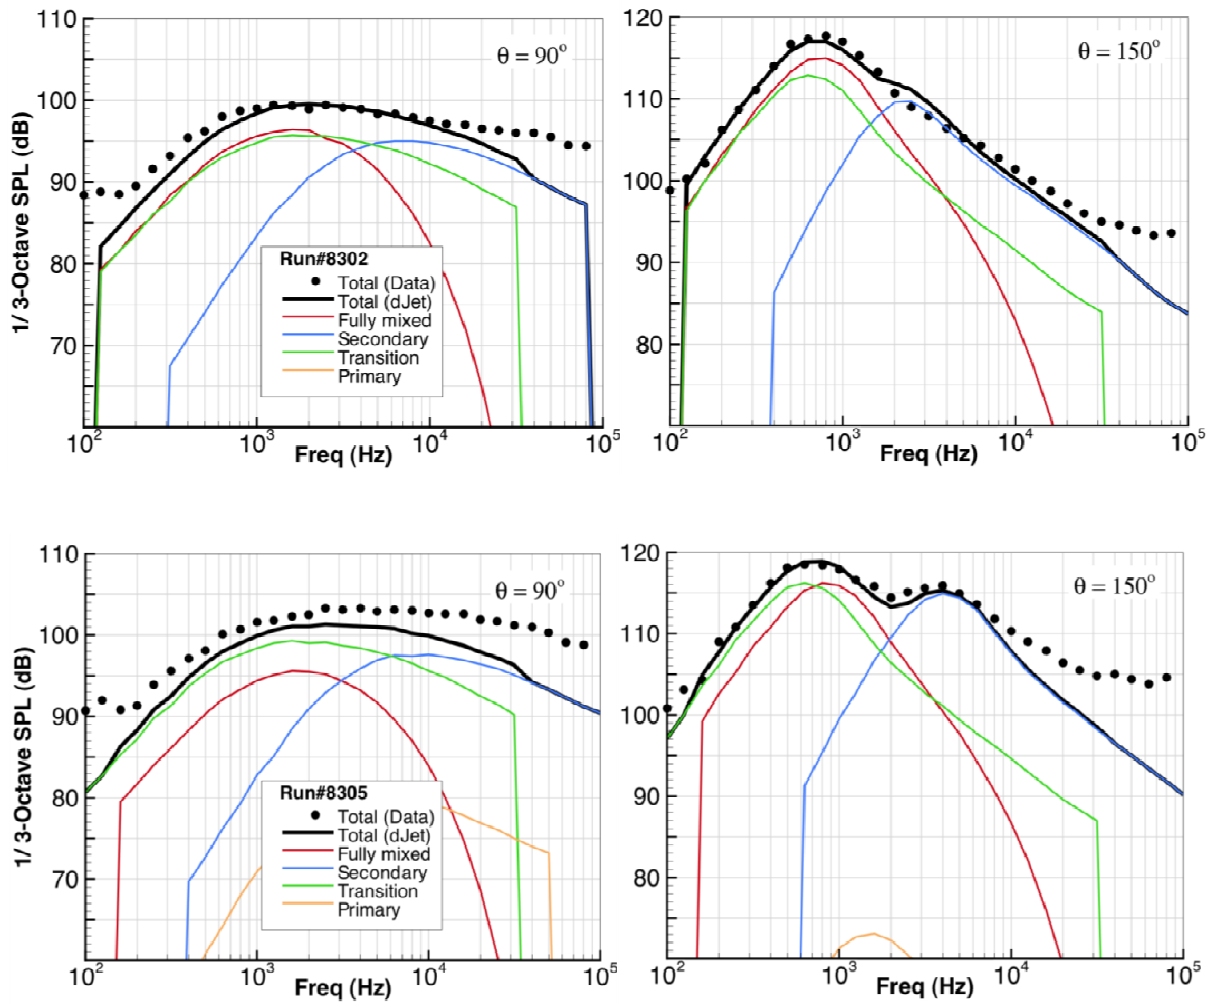 110
100
90
80
70
1/ 3-Octave SPL (dB)
θ = 90°
Run#8302
Total (Data)
Total (dJet)
Fully mixed
Secondary
Transition
Primary
10² 10³ 10⁴ 10⁵
Freq (Hz)
120
110
100
90
80
θ = 150°
10² 10³ 10⁴ 10⁵
Freq (Hz)
110
100
90
80
70
1/ 3-Octave SPL (dB)
θ = 90°
Run#8305
Total (Data)
Total (dJet)
Fully mixed
Secondary
Transition
Primary
10² 10³ 10⁴ 10⁵
Freq (Hz)
120
110
100
90
80
θ = 150°
10² 10³ 10⁴ 10⁵
Freq (Hz)